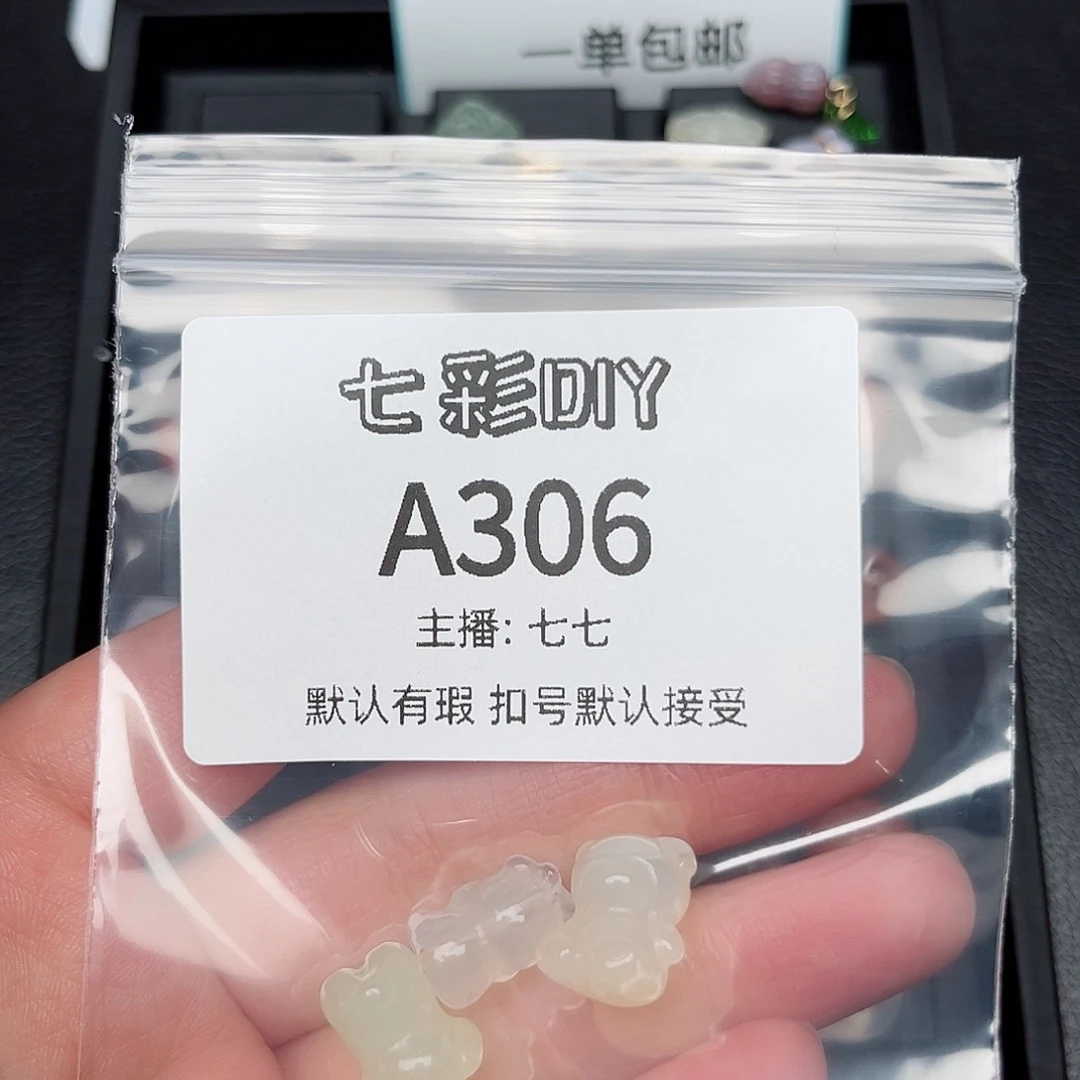 一单包邮
七彩DIY
A306
主播: 七七
默认有瑕 扣号默认接受